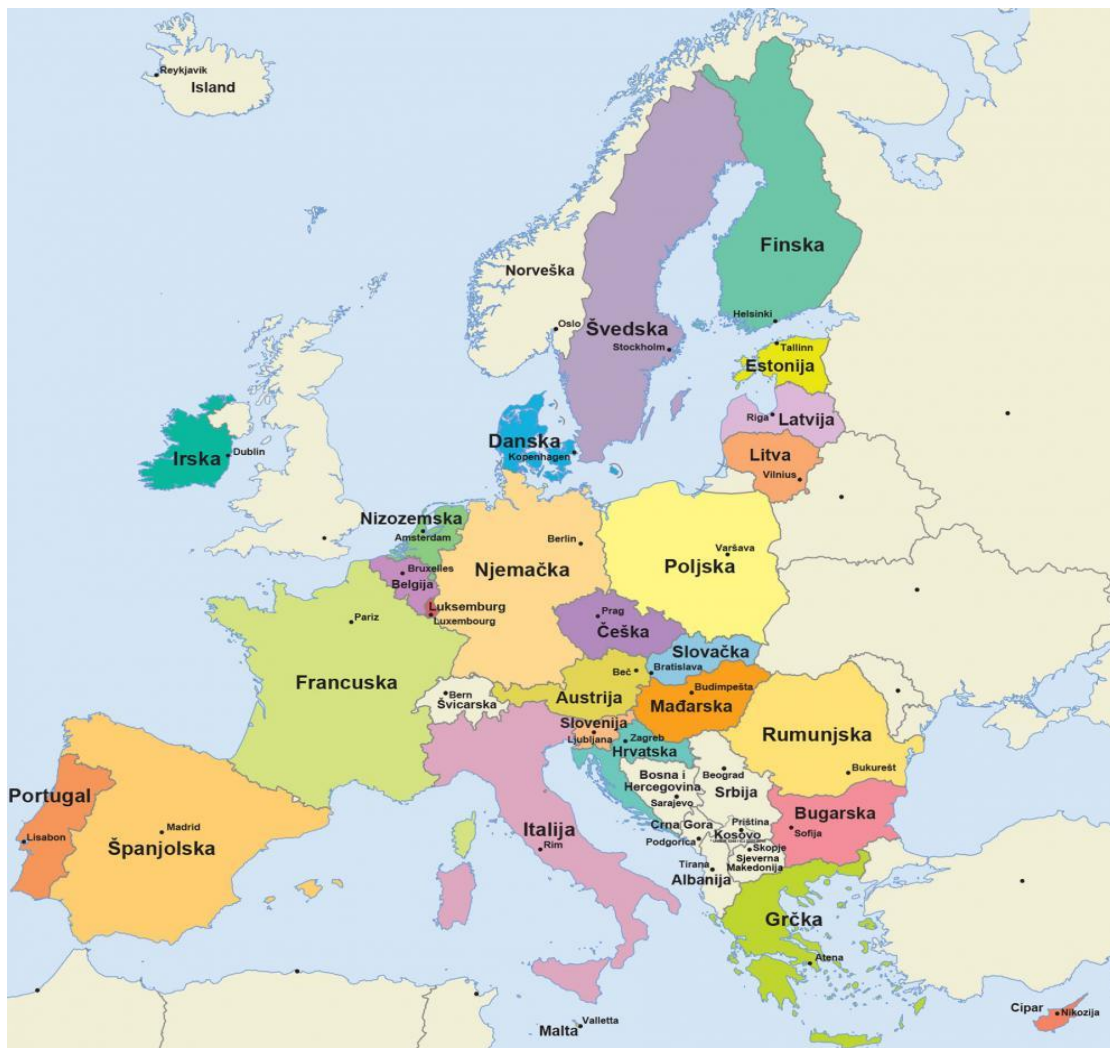 Reykjavík
Island
Finska
Norveška
Helsinki
Oslo
Švedska
Stockholm
Tallinn
Estonija
Riga
Latvija
Danska
Kopenhagen
Irska
Dublin
Litva
Vilnius
Nizozemska
Amsterdam
Berlin
Varšava
Poljska
Njemačka
Bruxelles
Belgija
Luksemburg
Luxembourg
Prag
Češka
Pariz
Slovačka
Bratislava
Beč
Austrija
Francuska
Bern
Švicarska
Budimpešta
Mađarska
Slovenija
Ljubljana
Zagreb
Hrvatska
Rumunjska
Bukurešt
Bosna i
Hercegovina
Sarajevo
Beograd
Srbija
Portugal
Lisabon
Madrid
Španjolska
Italija
Rim
Crna Gora
Podgorica
Priština
Kosovo
Bugarska
Sofija
Skopje
Sjeverna
Makedonija
Tirana
Albanija
Grčka
Atena
Malta
Valletta
Cipar
Nikozija